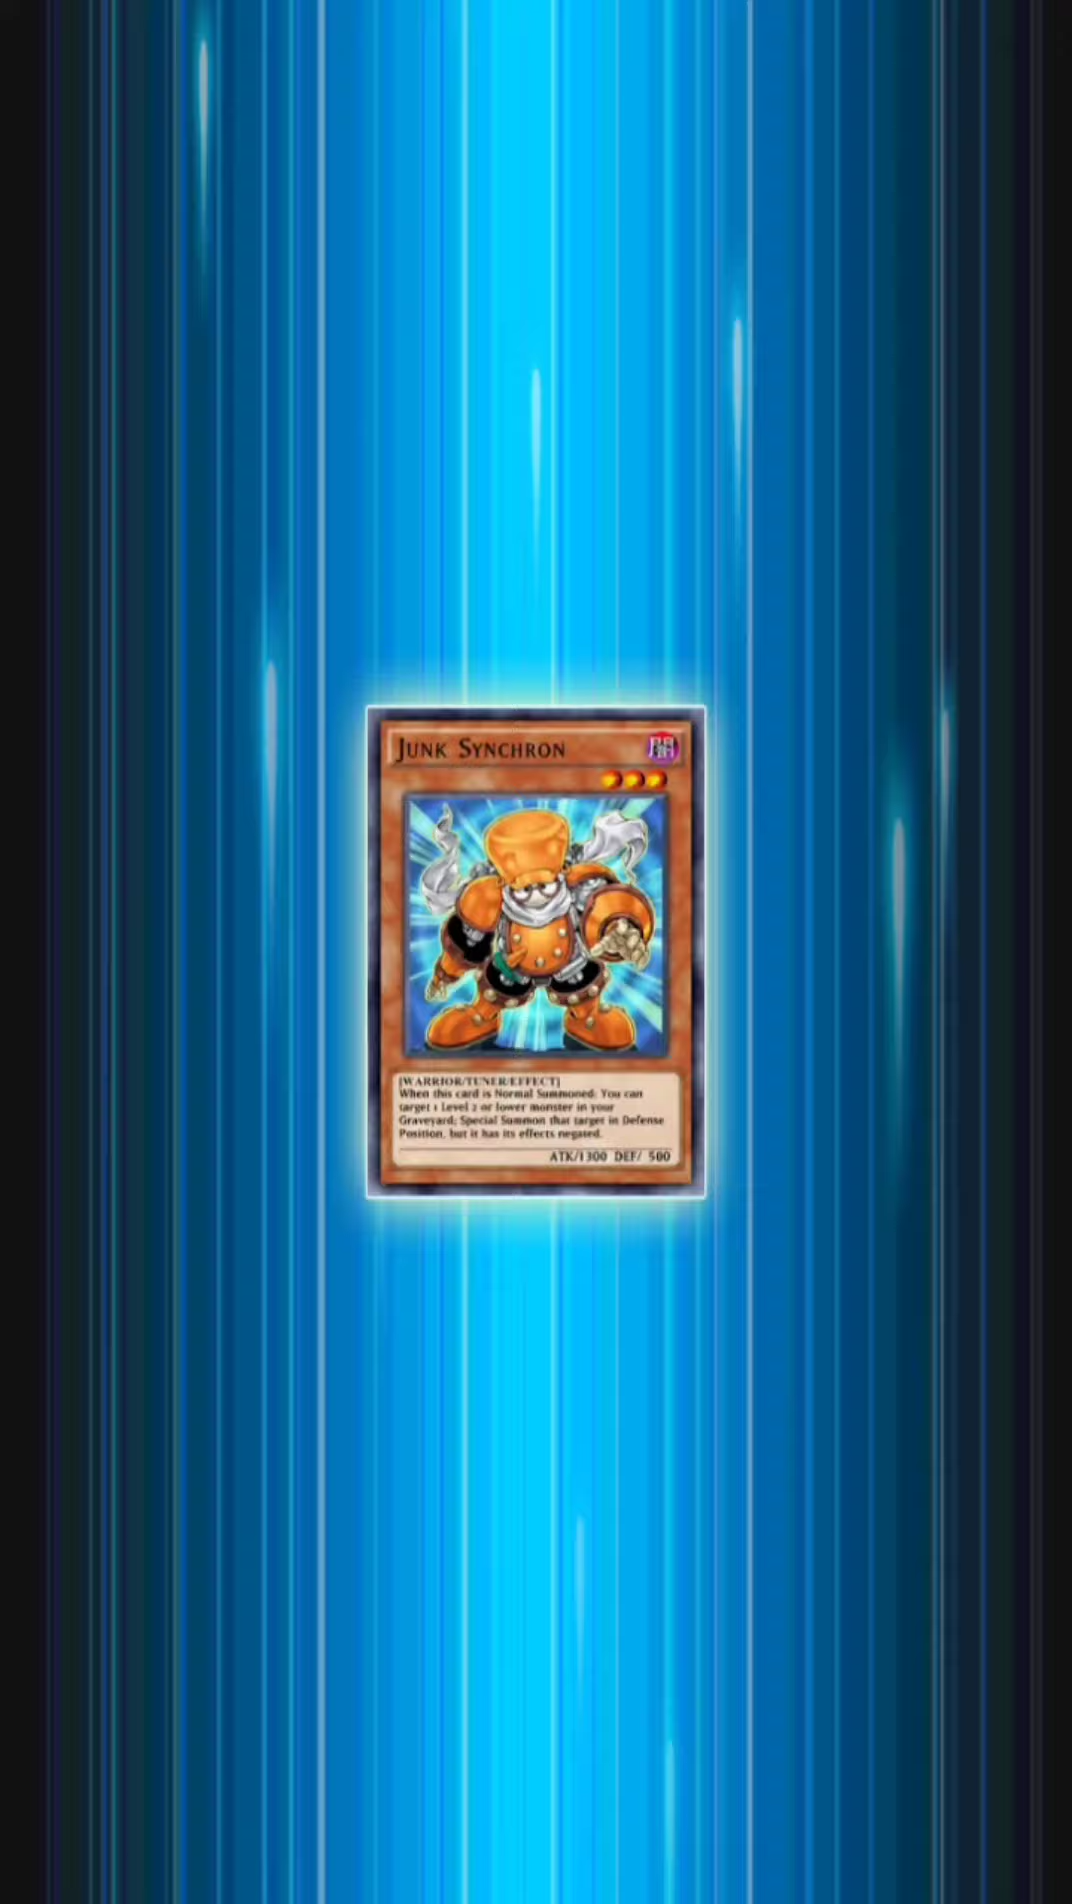 JUNK SYNCHRON
闇
[WARRIOR/TUNER/EFFECT]
When this card is Normal Summoned: You can
target 1 Level 2 or lower monster in your
Graveyard; Special Summon that target in Defense
Position, but it has its effects negated.
ATK/1300 DEF/ 500